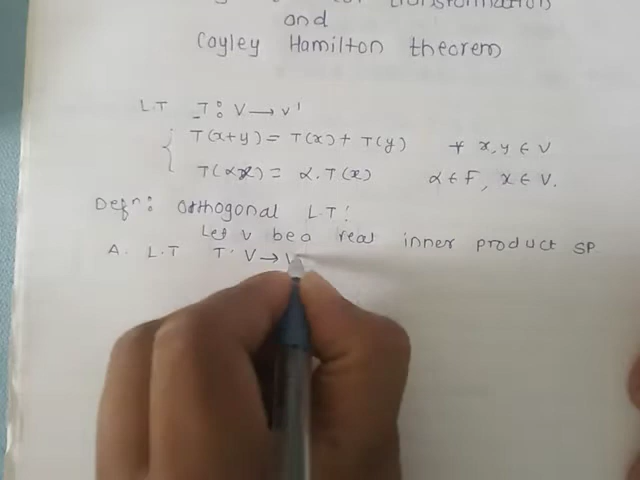 and
Cayley Hamilton theorem
L.T T: V → V'
T(x+y) = T(x) + T(y) ∀ x, y ∈ V
T(αx) = α. T(x) α ∈ F, x ∈ V.
Defn: Orthogonal L.T:
Let V be a real inner product SP
A. L.T T: V → V